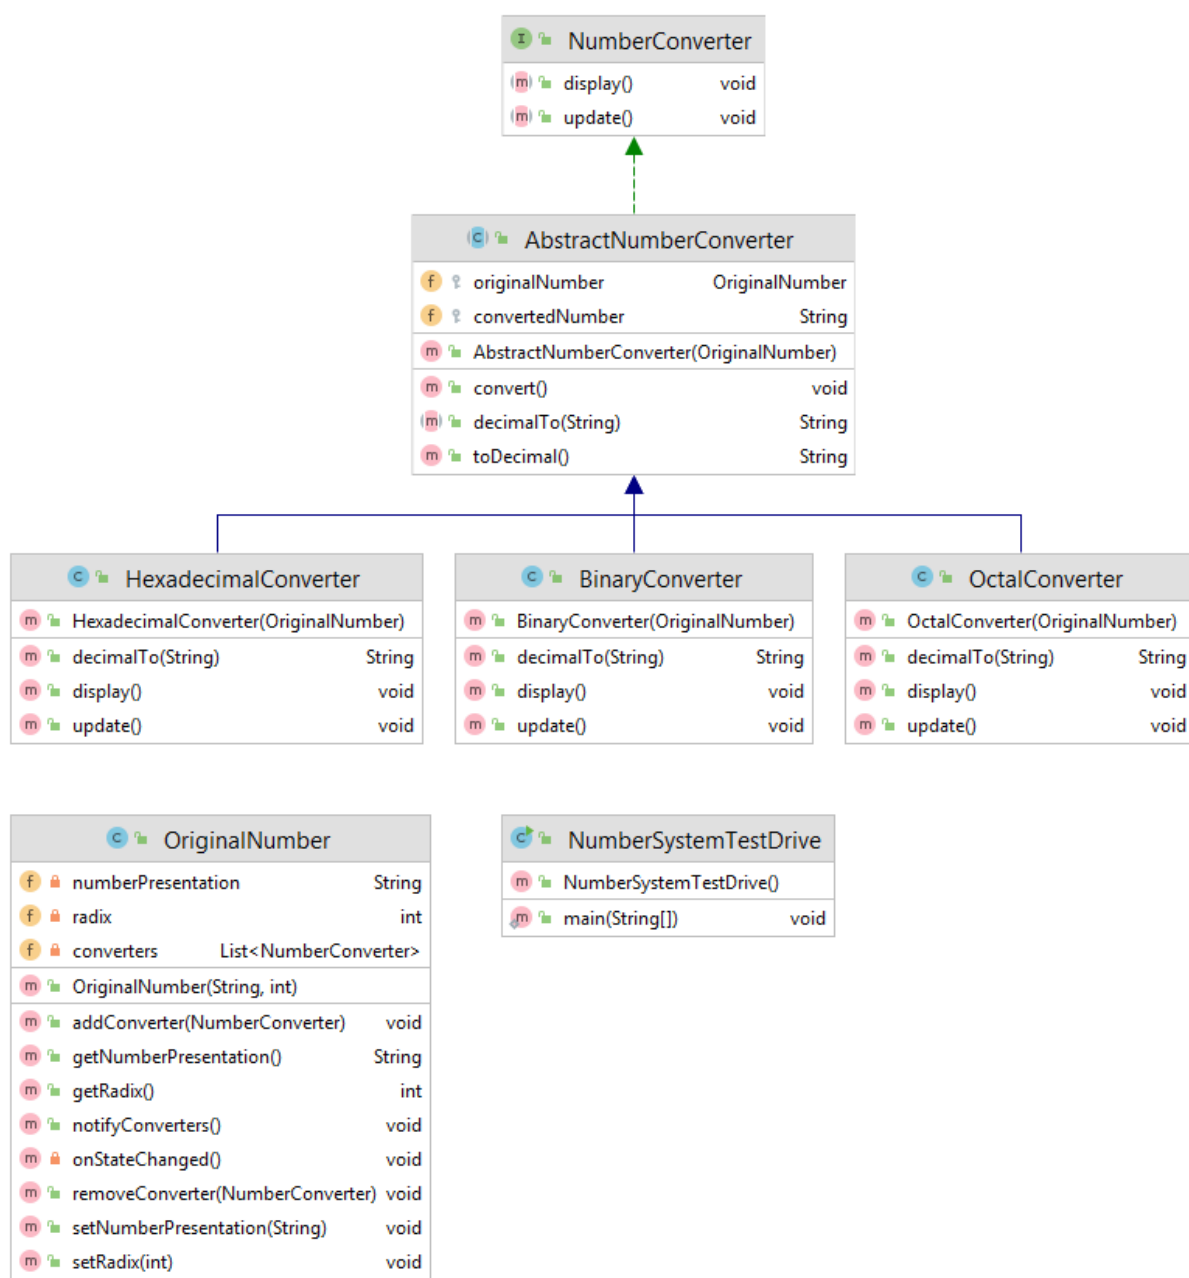 NumberConverter
display() void
update() void
AbstractNumberConverter
originalNumber OriginalNumber
convertedNumber String
AbstractNumberConverter(OriginalNumber)
convert() void
decimalTo(String) String
toDecimal() String
HexadecimalConverter
HexadecimalConverter(OriginalNumber)
decimalTo(String) String
display() void
update() void
BinaryConverter
BinaryConverter(OriginalNumber)
decimalTo(String) String
display() void
update() void
OctalConverter
OctalConverter(OriginalNumber)
decimalTo(String) String
display() void
update() void
OriginalNumber
numberPresentation String
radix int
converters List<NumberConverter>
OriginalNumber(String, int)
addConverter(NumberConverter) void
getNumberPresentation() String
getRadix() int
notifyConverters() void
onStateChanged() void
removeConverter(NumberConverter) void
setNumberPresentation(String) void
setRadix(int) void
NumberSystemTestDrive
NumberSystemTestDrive()
main(String[]) void